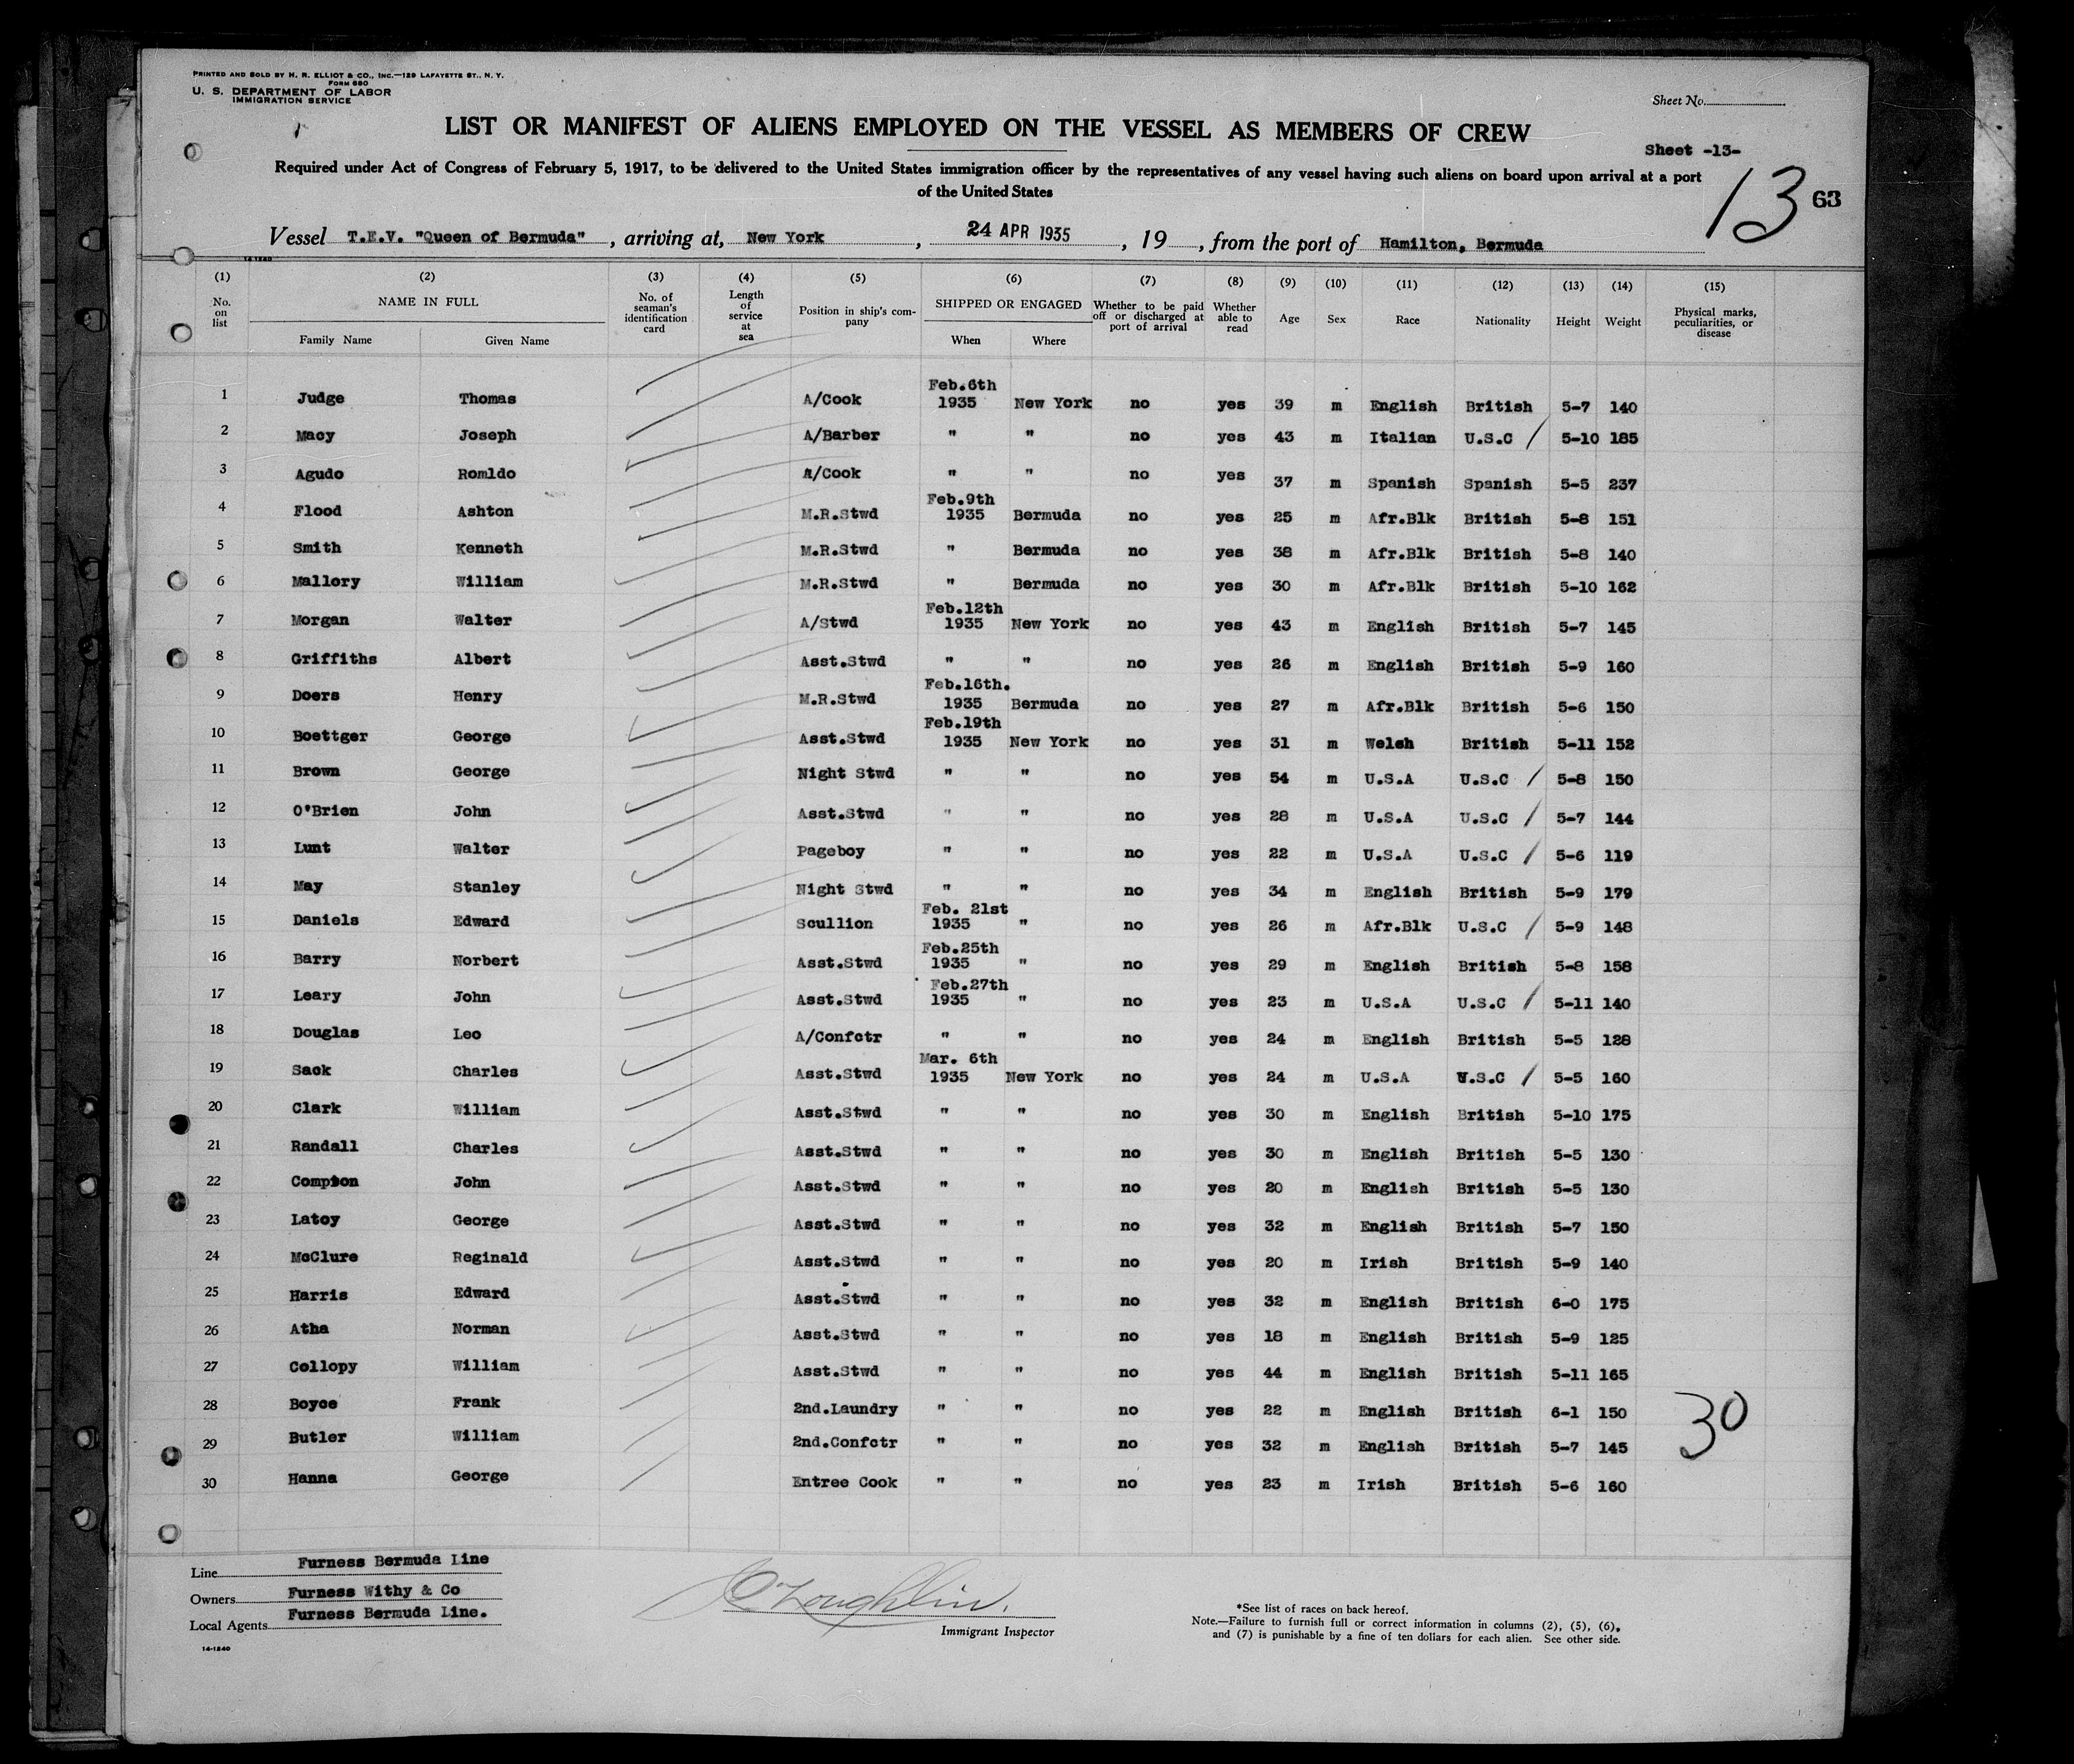 PRINTED AND SOLD BY H. R. ELLIOT & CO., INC.—129 LAFAYETTE ST., N. Y.
FORM 680
U. S. DEPARTMENT OF LABOR
IMMIGRATION SERVICE
Sheet No.
LIST OR MANIFEST OF ALIENS EMPLOYED ON THE VESSEL AS MEMBERS OF CREW
Sheet -13-
Required under Act of Congress of February 5, 1917, to be delivered to the United States immigration officer by the representatives of any vessel having such aliens on board upon arrival at a port
of the United States
13 63
Vessel T.E.V. "Queen of Bermuda", arriving at, New York, 24 APR 1935, 19, from the port of Hamilton, Bermuda
14-1240
(1) (2) (3) (4) (5) (6) (7) (8) (9) (10) (11) (12) (13) (14) (15)
No. on list NAME IN FULL Family Name Given Name No. of seaman's identification card Length of service at sea Position in ship's company SHIPPED OR ENGAGED When Where Whether to be paid off or discharged at port of arrival Whether able to read Age Sex Race Nationality Height Weight Physical marks, peculiarities, or disease
1 Judge Thomas A/Cook Feb.6th 1935 New York no yes 39 m English British 5-7 140
2 Macy Joseph A/Barber " " no yes 43 m Italian U.S.C / 5-10 185
3 Agudo Romldo A/Cook " " no yes 37 m Spanish Spanish 5-5 237
4 Flood Ashton M.R.Stwd Feb.9th 1935 Bermuda no yes 25 m Afr.Blk British 5-8 151
5 Smith Kenneth M.R.Stwd " Bermuda no yes 38 m Afr.Blk British 5-8 140
6 Mallory William M.R.Stwd " Bermuda no yes 30 m Afr.Blk British 5-10 162
7 Morgan Walter A/Stwd Feb.12th 1935 New York no yes 43 m English British 5-7 145
8 Griffiths Albert Asst.Stwd " " no yes 26 m English British 5-9 160
9 Doers Henry M.R.Stwd Feb.16th. 1935 Bermuda no yes 27 m Afr.Blk British 5-6 150
10 Boettger George Asst.Stwd Feb.19th 1935 New York no yes 31 m Welsh British 5-11 152
11 Brown George Night Stwd " " no yes 54 m U.S.A U.S.C / 5-8 150
12 O'Brien John Asst.Stwd " " no yes 28 m U.S.A U.S.C / 5-7 144
13 Lunt Walter Pageboy " " no yes 22 m U.S.A U.S.C / 5-6 119
14 May Stanley Night Stwd " " no yes 34 m English British 5-9 179
15 Daniels Edward Scullion Feb. 21st 1935 " no yes 26 m Afr.Blk U.S.C / 5-9 148
16 Barry Norbert Asst.Stwd Feb.25th 1935 " no yes 29 m English British 5-8 158
17 Leary John Asst.Stwd Feb.27th 1935 " no yes 23 m U.S.A U.S.C / 5-11 140
18 Douglas Leo A/Confctr " " no yes 24 m English British 5-5 128
19 Sack Charles Asst.Stwd Mar. 6th 1935 New York no yes 24 m U.S.A U.S.C / 5-5 160
20 Clark William Asst.Stwd " " no yes 30 m English British 5-10 175
21 Randall Charles Asst.Stwd " " no yes 30 m English British 5-5 130
22 Compton John Asst.Stwd " " no yes 20 m English British 5-5 130
23 Latoy George Asst.Stwd " " no yes 32 m English British 5-7 150
24 McClure Reginald Asst.Stwd " " no yes 20 m Irish British 5-9 140
25 Harris Edward Asst.Stwd " " no yes 32 m English British 6-0 175
26 Atha Norman Asst.Stwd " " no yes 18 m English British 5-9 125
27 Collopy William Asst.Stwd " " no yes 44 m English British 5-11 165
28 Boyce Frank 2nd.Laundry " " no yes 22 m English British 6-1 150
29 Butler William 2nd.Confctr " " no yes 32 m English British 5-7 145
30 Hanna George Entree Cook " " no yes 23 m Irish British 5-6 160
30
Line Furness Bermuda Line
Owners Furness Withy & Co
Local Agents Furness Bermuda Line.
14-1240
O'Loughlin.
Immigrant Inspector
*See list of races on back hereof.
Note.—Failure to furnish full or correct information in columns (2), (5), (6),
and (7) is punishable by a fine of ten dollars for each alien. See other side.